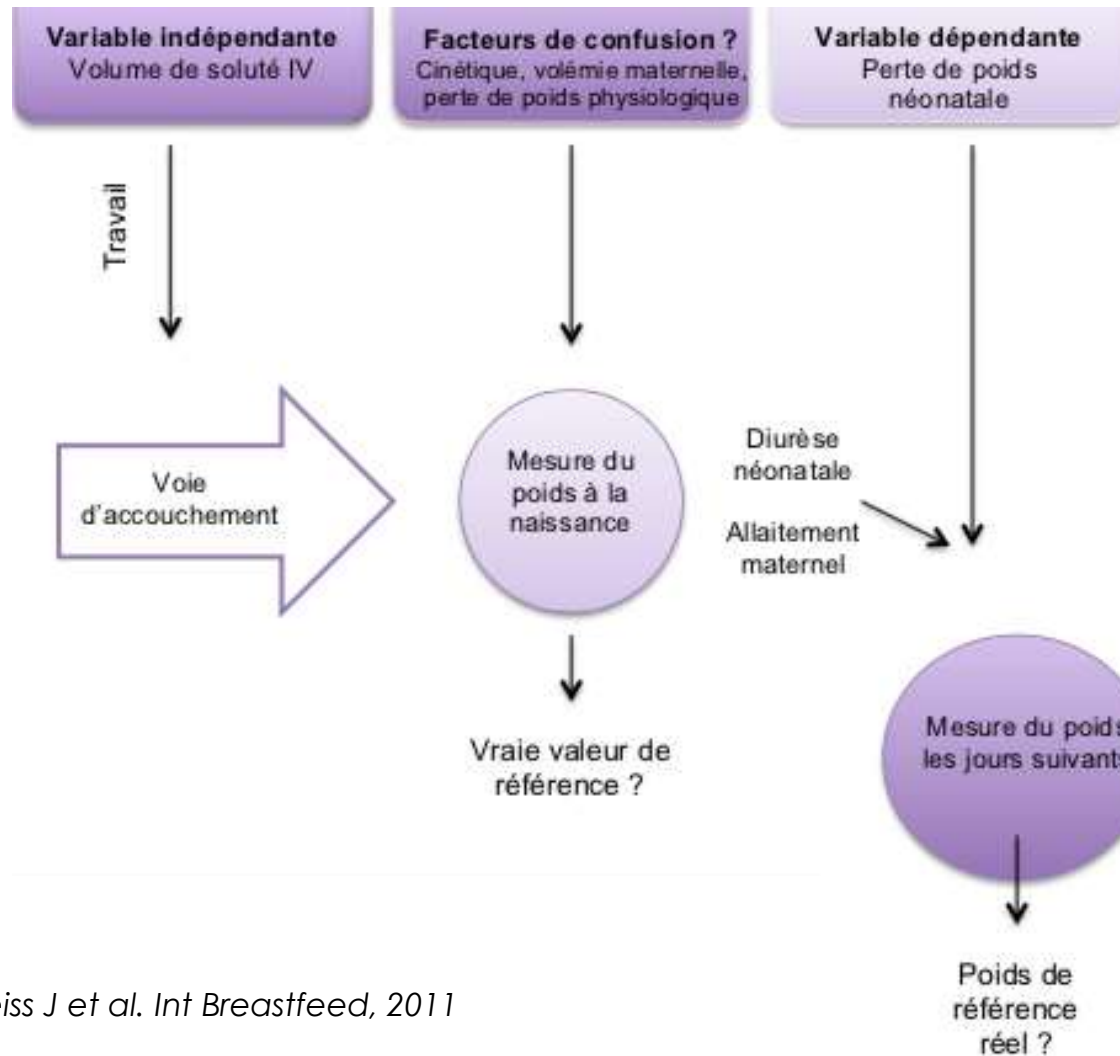 Variable indépendante
Volume de soluté IV
Facteurs de confusion ?
Cinétique, volémie maternelle,
perte de poids physiologique
Variable dépendante
Perte de poids
néonatale
Travail
Voie
d'accouchement
Mesure du
poids à la
naissance
Diurèse
néonatale
Allaitement
maternel
Vraie valeur de
référence ?
Mesure du poids
les jours suivants
Poids de
référence
réel ?
eiss J et al. Int Breastfeed, 2011